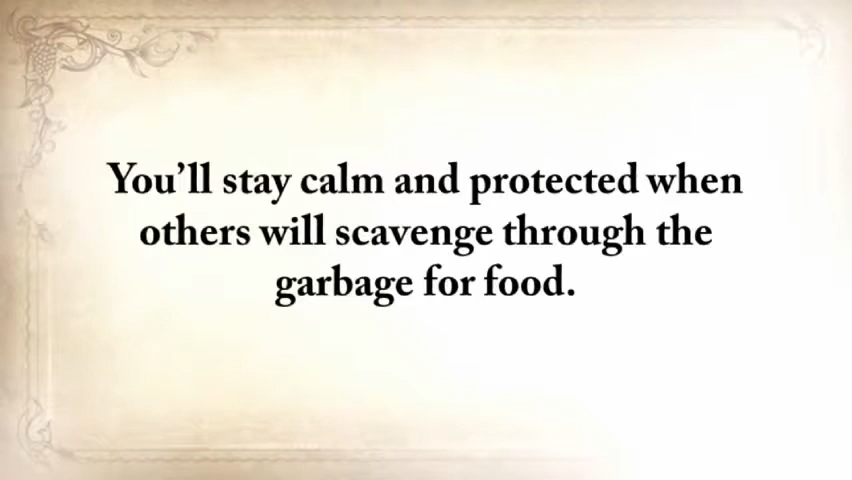 You’ll stay calm and protected when
others will scavenge through the
garbage for food.